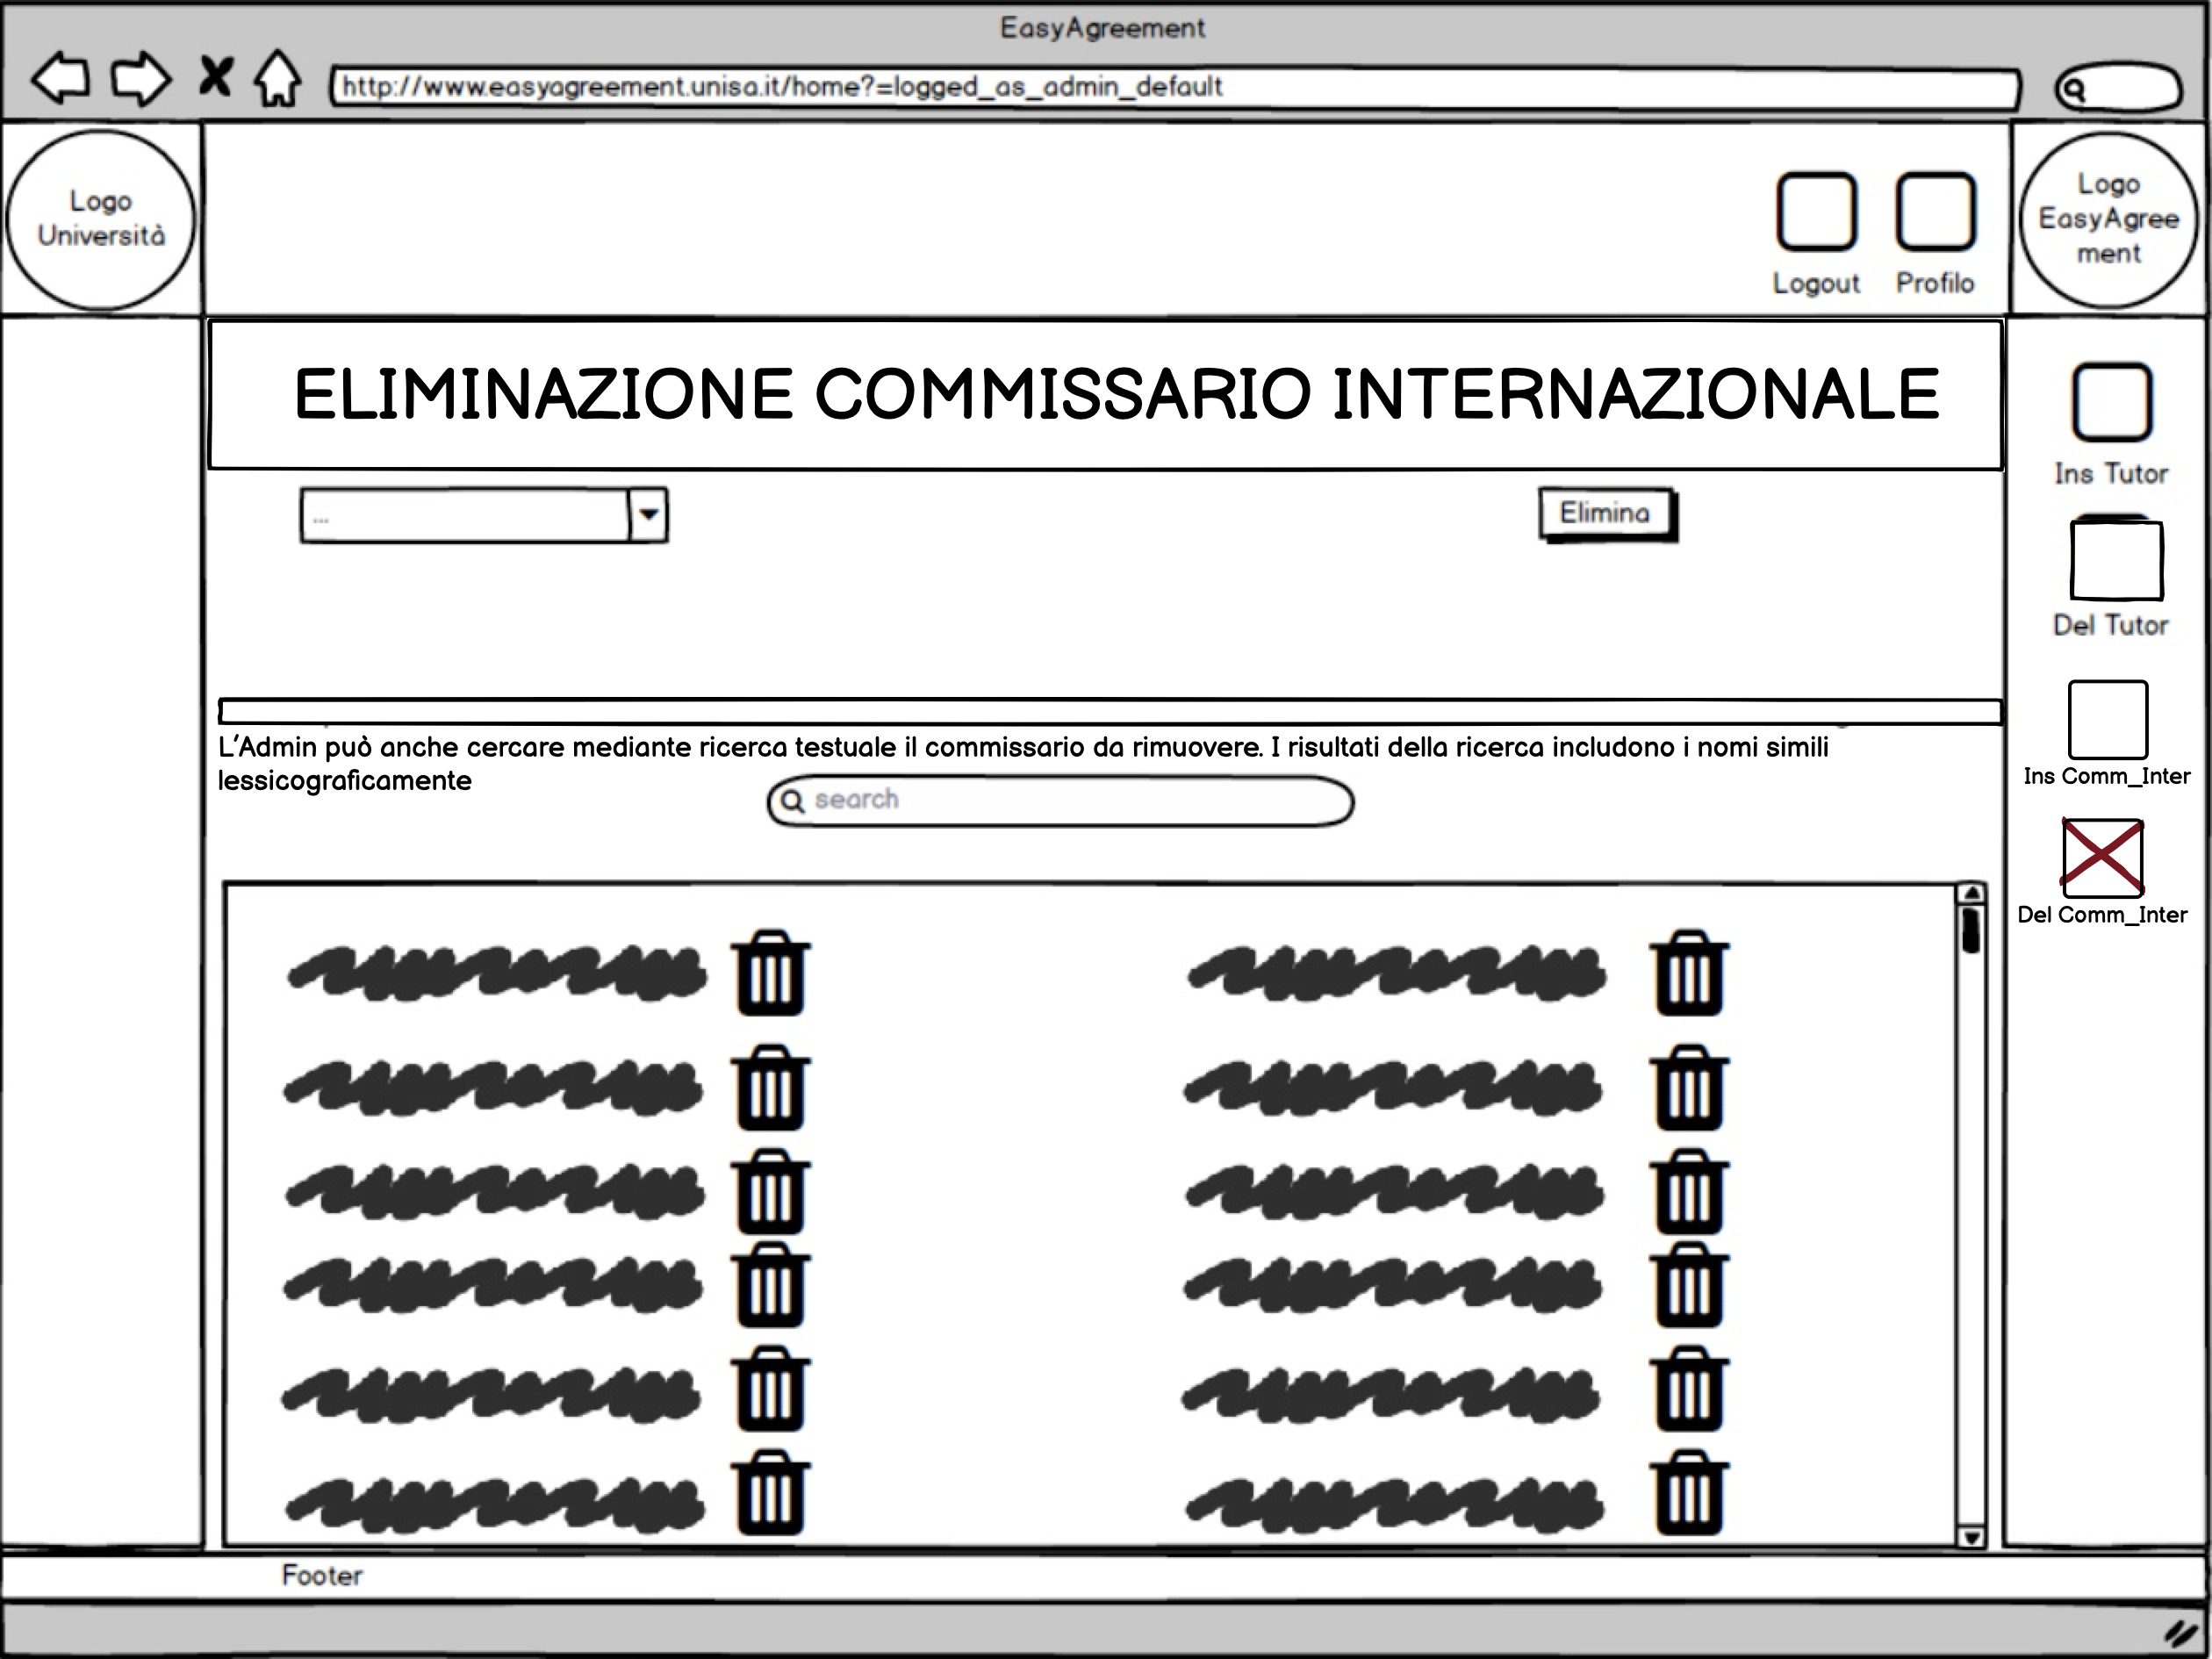 EasyAgreement
http://www.easyagreement.unisa.it/home?=logged_as_admin_default
Logo
Università
Logout
Profilo
Logo
EasyAgree
ment
ELIMINAZIONE COMMISSARIO INTERNAZIONALE
...
Elimina
Ins Tutor
Del Tutor
Ins Comm_Inter
Del Comm_Inter
L'Admin può anche cercare mediante ricerca testuale il commissario da rimuovere. I risultati della ricerca includono i nomi simili
lessicograficamente
search
Footer